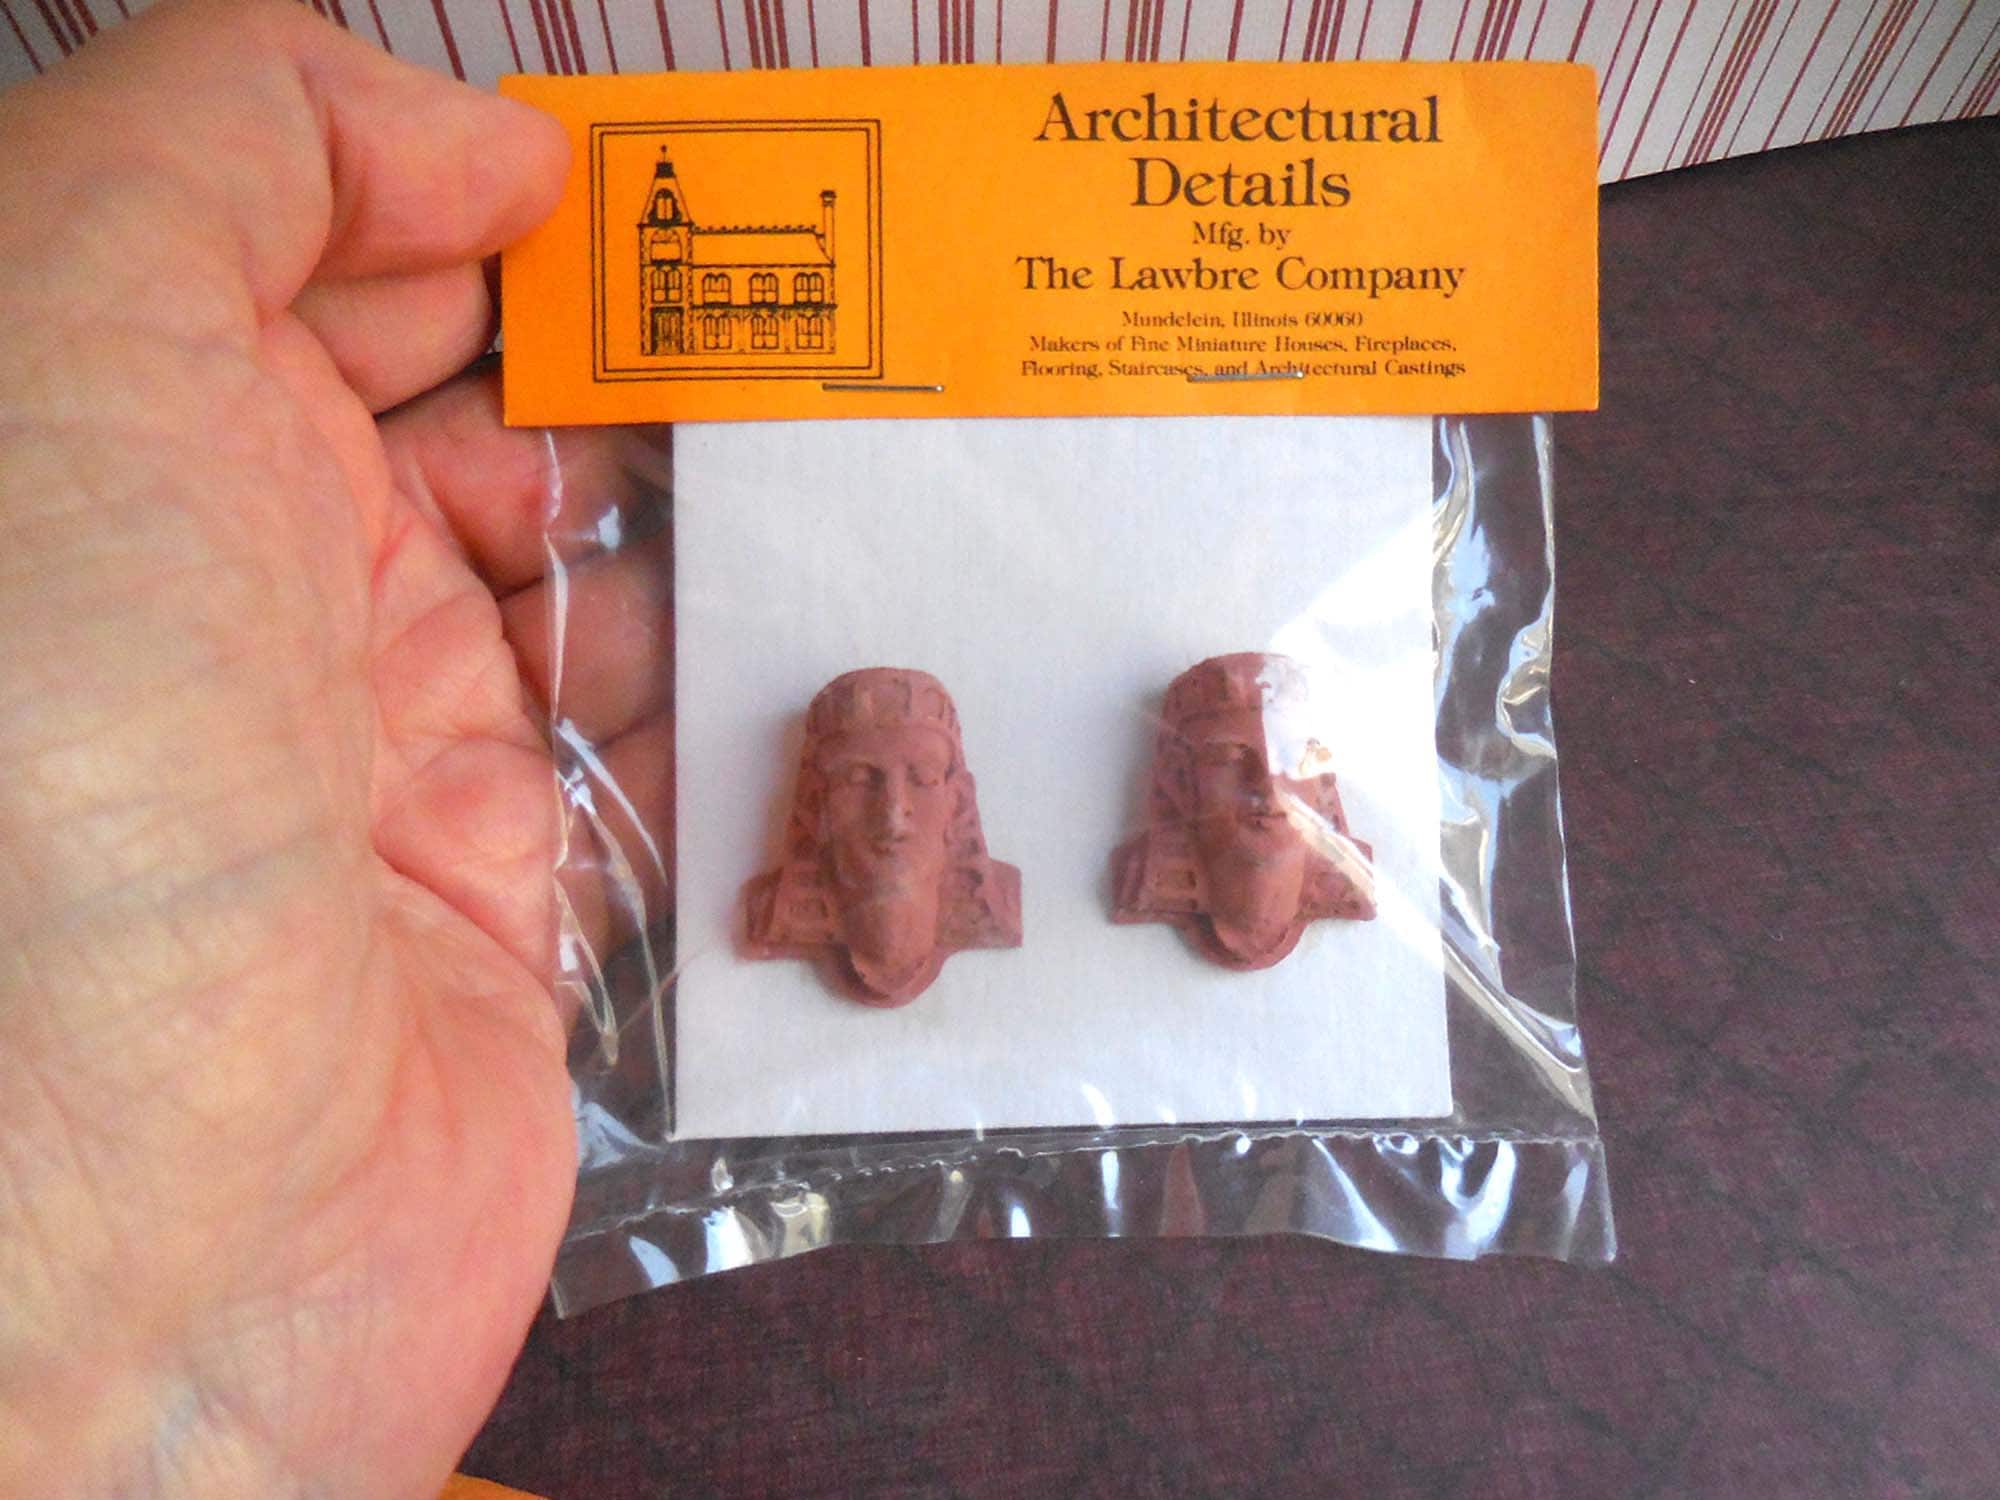 Architectural
Details
Mfg. by
The Lawbre Company
Mundelein, Illinois 60060
Makers of Fine Miniature Houses, Fireplaces,
Flooring, Staircases, and Architectural Castings